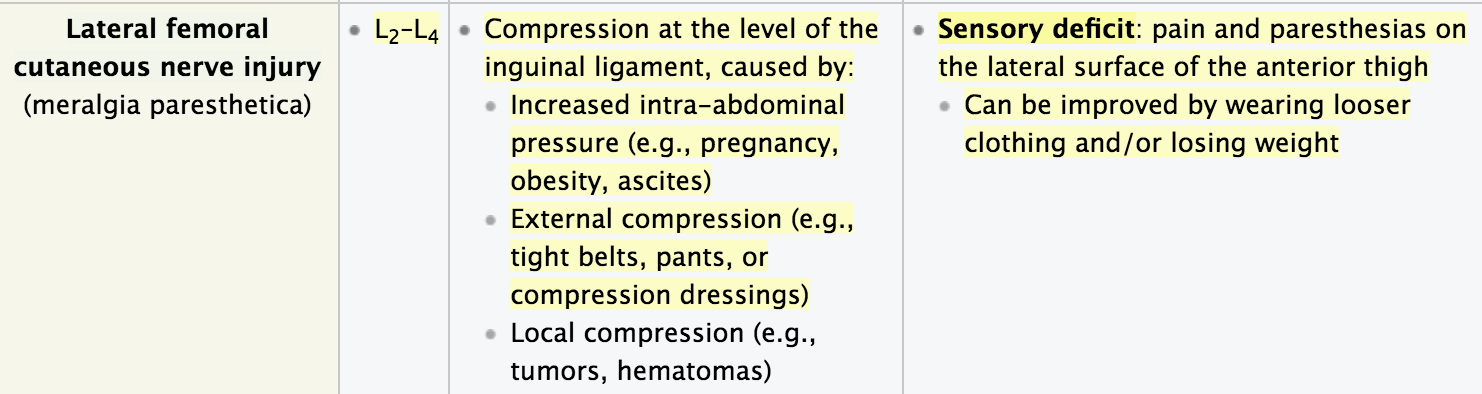 Lateral femoral
cutaneous nerve injury
(meralgia paresthetica)
• L₂–L₄
• Compression at the level of the
inguinal ligament, caused by:
• Increased intra-abdominal
pressure (e.g., pregnancy,
obesity, ascites)
• External compression (e.g.,
tight belts, pants, or
compression dressings)
• Local compression (e.g.,
tumors, hematomas)
• Sensory deficit: pain and paresthesias on
the lateral surface of the anterior thigh
• Can be improved by wearing looser
clothing and/or losing weight